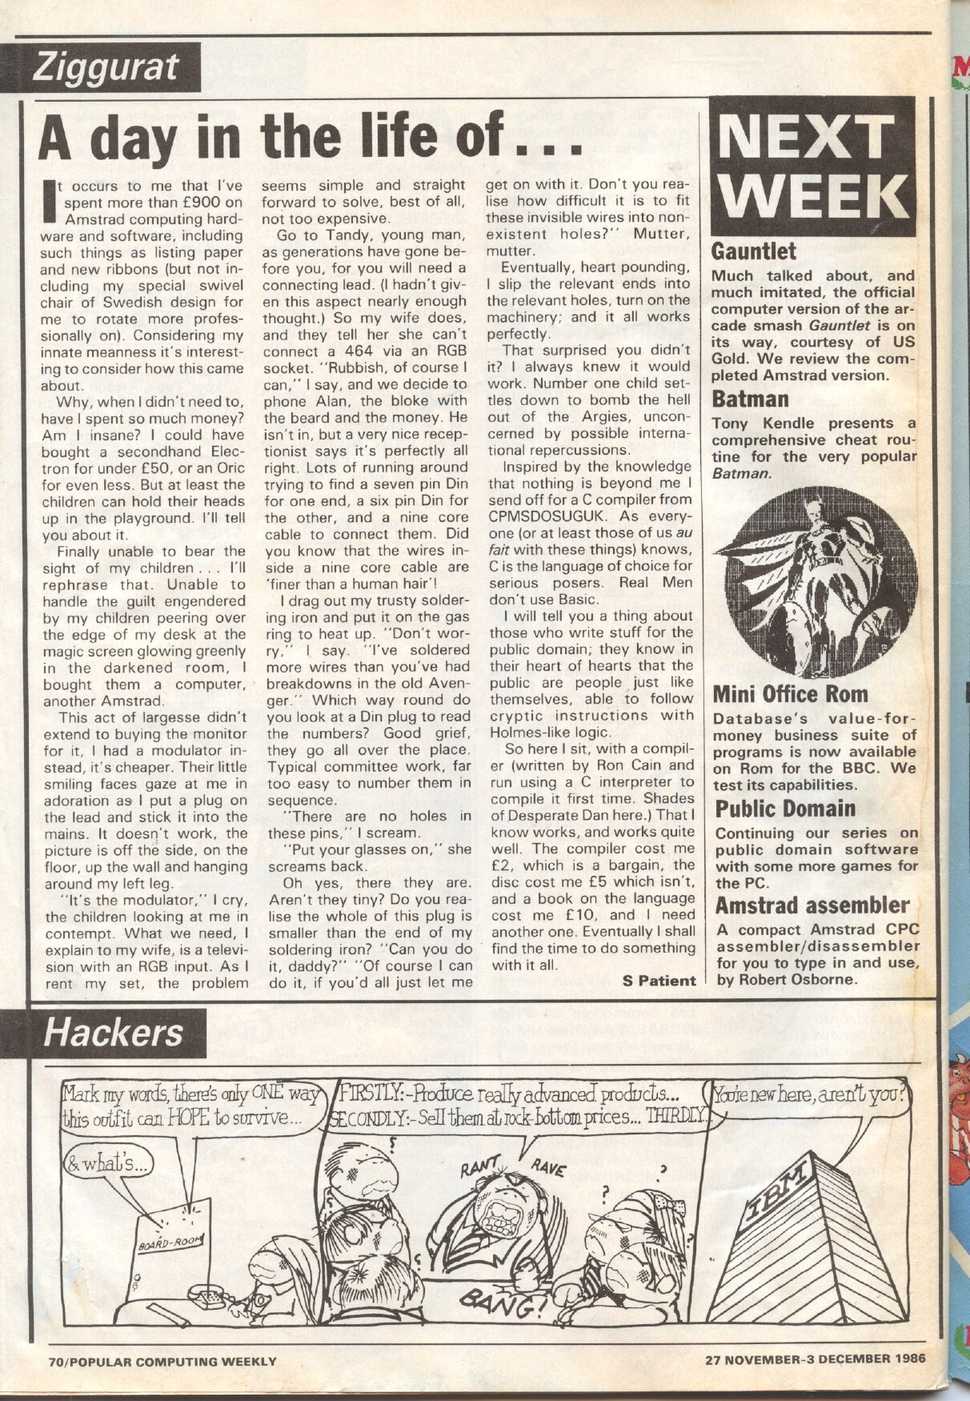 Ziggurat
A day in the life of...
It occurs to me that I've
spent more than £900 on
Amstrad computing hard-
ware and software, including
such things as listing paper
and new ribbons (but not in-
cluding my special swivel
chair of Swedish design for
me to rotate more profes-
sionally on). Considering my
innate meanness it's interest-
ing to consider how this came
about.
Why, when I didn't need to,
have I spent so much money?
Am I insane? I could have
bought a secondhand Elec-
tron for under £50, or an Oric
for even less. But at least the
children can hold their heads
up in the playground. I'll tell
you about it.
Finally unable to bear the
sight of my children... I'll
rephrase that. Unable to
handle the guilt engendered
by my children peering over
the edge of my desk at the
magic screen glowing greenly
in the darkened room, I
bought them a computer,
another Amstrad.
This act of largesse didn't
extend to buying the monitor
for it, I had a modulator in-
stead, it's cheaper. Their little
smiling faces gaze at me in
adoration as I put a plug on
the lead and stick it into the
mains. It doesn't work, the
picture is off the side, on the
floor, up the wall and hanging
around my left leg.
"It's the modulator," I cry,
the children looking at me in
contempt. What we need, I
explain to my wife, is a televi-
sion with an RGB input. As I
rent my set, the problem
seems simple and straight
forward to solve, best of all,
not too expensive.
Go to Tandy, young man,
as generations have gone be-
fore you, for you will need a
connecting lead. (I hadn't giv-
en this aspect nearly enough
thought.) So my wife does,
and they tell her she can't
connect a 464 via an RGB
socket. "Rubbish, of course I
can," I say, and we decide to
phone Alan, the bloke with
the beard and the money. He
isn't in, but a very nice recep-
tionist says it's perfectly all
right. Lots of running around
trying to find a seven pin Din
for one end, a six pin Din for
the other, and a nine core
cable to connect them. Did
you know that the wires in-
side a nine core cable are
'finer than a human hair'!
I drag out my trusty solder-
ing iron and put it on the gas
ring to heat up. "Don't wor-
ry," I say. "I've soldered
more wires than you've had
breakdowns in the old Aven-
ger." Which way round do
you look at a Din plug to read
the numbers? Good grief,
they go all over the place.
Typical committee work, far
too easy to number them in
sequence.
"There are no holes in
these pins," I scream.
"Put your glasses on," she
screams back.
Oh yes, there they are.
Aren't they tiny? Do you rea-
lise the whole of this plug is
smaller than the end of my
soldering iron? "Can you do
it, daddy?" "Of course I can
do it, if you'd all just let me
get on with it. Don't you rea-
lise how difficult it is to fit
these invisible wires into non-
existent holes?" Mutter,
mutter.
Eventually, heart pounding,
I slip the relevant ends into
the relevant holes, turn on the
machinery; and it all works
perfectly.
That surprised you didn't
it? I always knew it would
work. Number one child set-
tles down to bomb the hell
out of the Argies, uncon-
cerned by possible interna-
tional repercussions.
Inspired by the knowledge
that nothing is beyond me I
send off for a C compiler from
CPMSDOSUGUK. As every-
one (or at least those of us au
fait with these things) knows,
C is the language of choice for
serious posers. Real Men
don't use Basic.
I will tell you a thing about
those who write stuff for the
public domain; they know in
their heart of hearts that the
public are people just like
themselves, able to follow
cryptic instructions with
Holmes-like logic.
So here I sit, with a compil-
er (written by Ron Cain and
run using a C interpreter to
compile it first time. Shades
of Desperate Dan here.) That I
know works, and works quite
well. The compiler cost me
£2, which is a bargain, the
disc cost me £5 which isn't,
and a book on the language
cost me £10, and I need
another one. Eventually I shall
find the time to do something
with it all.
S Patient
NEXT
WEEK
Gauntlet
Much talked about, and
much imitated, the official
computer version of the ar-
cade smash Gauntlet is on
its way, courtesy of US
Gold. We review the com-
pleted Amstrad version.
Batman
Tony Kendle presents a
comprehensive cheat rou-
tine for the very popular
Batman.
Mini Office Rom
Database's value-for-
money business suite of
programs is now available
on Rom for the BBC. We
test its capabilities.
Public Domain
Continuing our series on
public domain software
with some more games for
the PC.
Amstrad assembler
A compact Amstrad CPC
assembler/disassembler
for you to type in and use,
by Robert Osborne.
Hackers
Mark my words, there's only ONE way
this outfit can HOPE to survive...
& what's...
BOARD-ROOM
FIRSTLY:-Produce really advanced products...
SECONDLY:-Sell them at rock-bottom prices... THIRDLY..
RANT RAVE
BANG!
You're new here, aren't you?
IBM
70/POPULAR COMPUTING WEEKLY
27 NOVEMBER-3 DECEMBER 1986